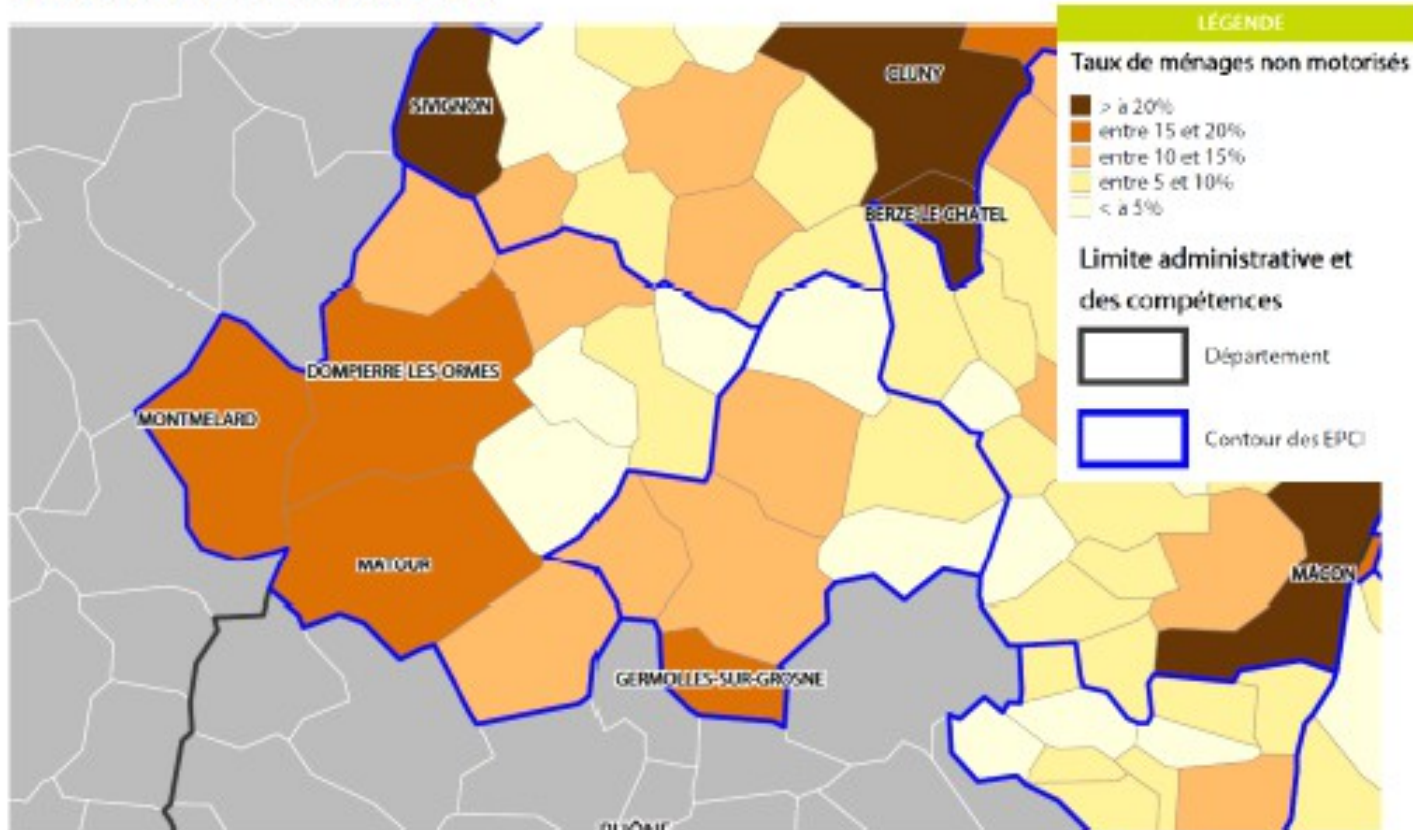 LÉGENDE
Taux de ménages non motorisés
> à 20%
entre 15 et 20%
entre 10 et 15%
entre 5 et 10%
< à 5%
Limite administrative et
des compétences
Département
Contour des EPCI
CLUNY
SIVIGNON
BERZE-LE-CHATEL
DOMPIERRE-LES-ORMES
MONTMELARD
MATOUR
MÂCON
GERMOLLES-SUR-GROSNE
RHÔNE